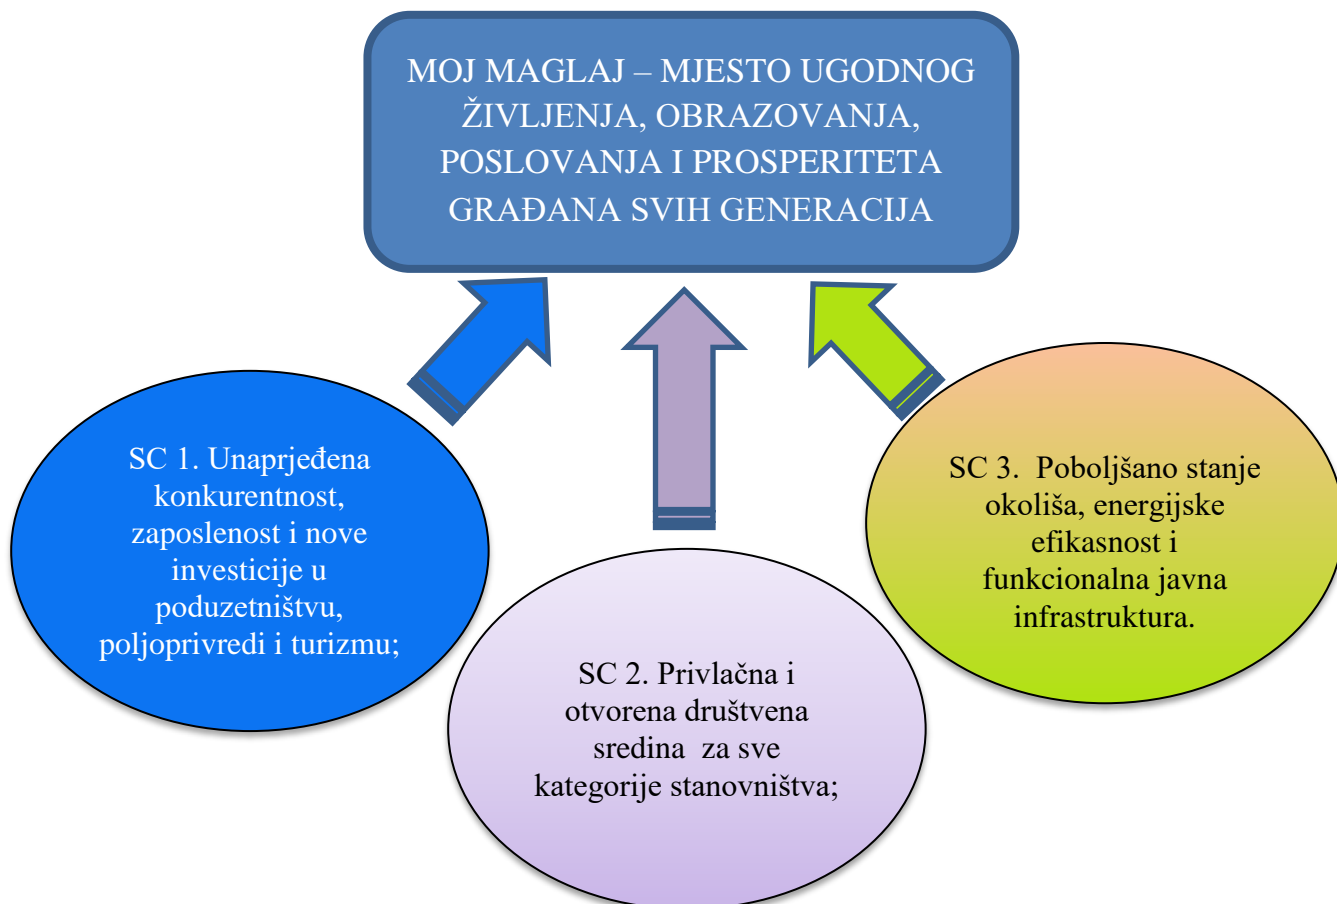 MOJ MAGLAJ – MJESTO UGODNOG
ŽIVLJENJA, OBRAZOVANJA,
POSLOVANJA I PROSPERITETA
GRAĐANA SVIH GENERACIJA
SC 1. Unaprjeđena
konkurentnost,
zaposlenost i nove
investicije u
poduzetništvu,
poljoprivredi i turizmu;
SC 2. Privlačna i
otvorena društvena
sredina  za sve
kategorije stanovništva;
SC 3.  Poboljšano stanje
okoliša, energijske
efikasnost i
funkcionalna javna
infrastruktura.